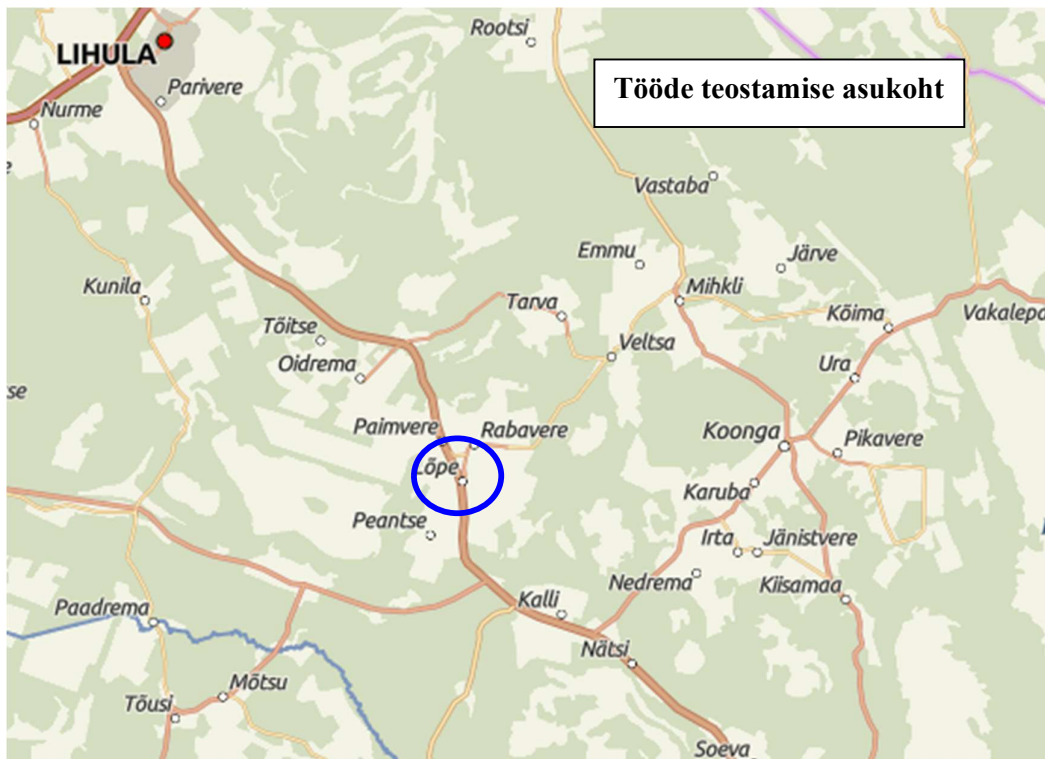 Rootsi
LIHULA
Tööde teostamise asukoht
Parivere
Nurme
Vastaba
Emmu
Järve
Kunila
Mihkli
Tarva
Kõima
Vakalepa
Tõitse
Veltsa
Oidrema
Ura
se
Paimvere
Rabavere
Koonga
Pikavere
Lõpe
Karuba
Peantse
Irta
Jänistvere
Nedrema
Kiisamaa
Kalli
Paadrema
Nätsi
Mõtsu
Tõusi
Soeva